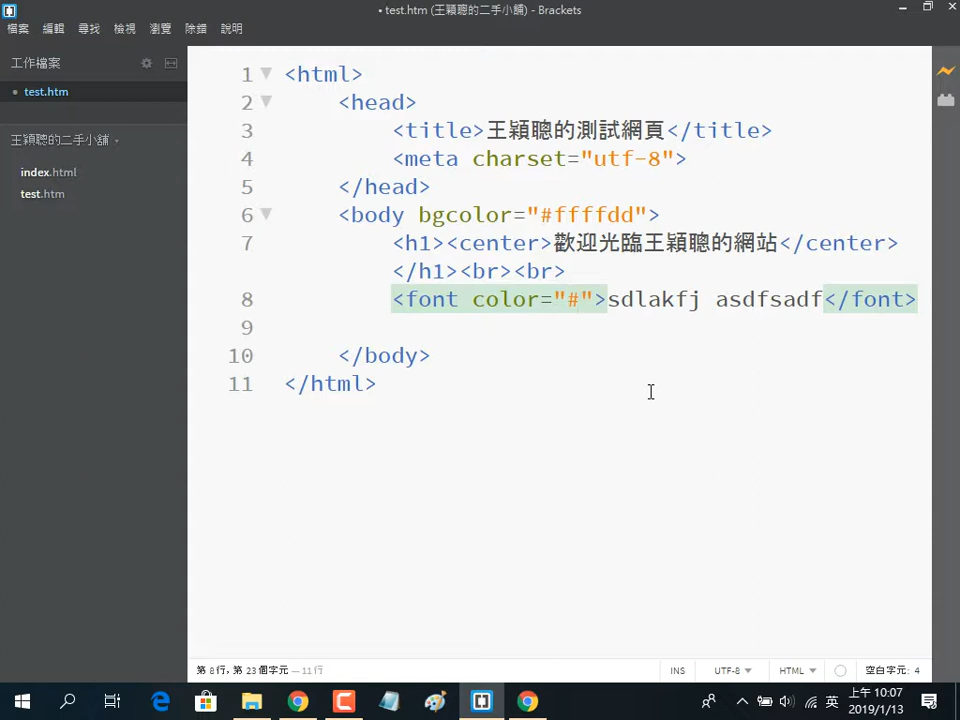 • test.htm (王穎聰的二手小舖) - Brackets
檔案 編輯 尋找 檢視 瀏覽 除錯 說明
工作檔案
• test.htm
王穎聰的二手小舖
index.html
test.htm
1 <html>
2 <head>
3 <title>王穎聰的測試網頁</title>
4 <meta charset="utf-8">
5 </head>
6 <body bgcolor="#ffffdd">
7 <h1><center>歡迎光臨王穎聰的網站</center>
</h1><br><br>
8 <font color="#">sdlakfj asdfsadf</font>
9
10 </body>
11 </html>
第 8 行, 第 23 個字元 — 11 行
INS UTF-8 HTML 空白字元: 4
英
上午 10:07
2019/1/13